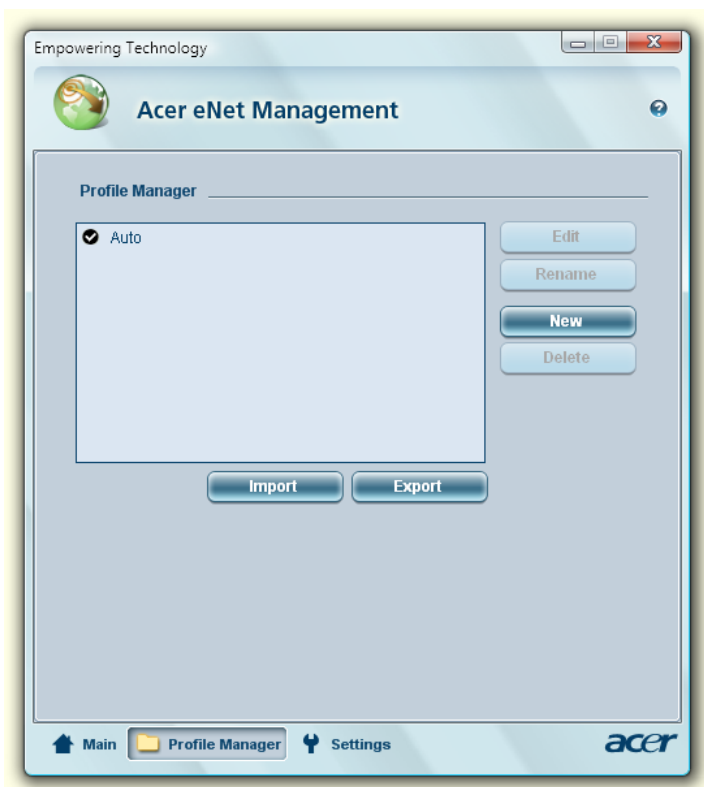 Empowering Technology
Acer eNet Management
Profile Manager
Auto
Edit
Rename
New
Delete
Import
Export
Main
Profile Manager
Settings
acer